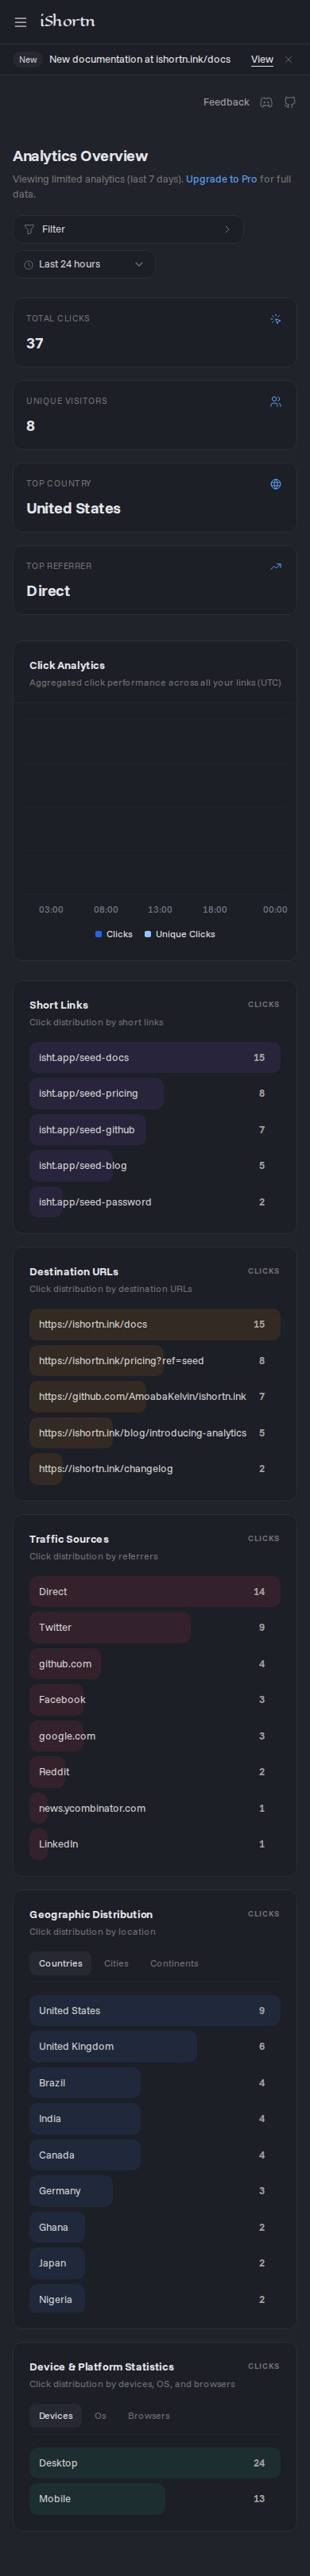 iShortn
New New documentation at ishortn.ink/docs View
Feedback
Analytics Overview
Viewing limited analytics (last 7 days). Upgrade to Pro for full
data.
Filter
Last 24 hours
TOTAL CLICKS
37
UNIQUE VISITORS
8
TOP COUNTRY
United States
TOP REFERRER
Direct
Click Analytics
Aggregated click performance across all your links (UTC)
03:00 08:00 13:00 18:00 00:00
Clicks Unique Clicks
Short Links CLICKS
Click distribution by short links
isht.app/seed-docs 15
isht.app/seed-pricing 8
isht.app/seed-github 7
isht.app/seed-blog 5
isht.app/seed-password 2
Destination URLs CLICKS
Click distribution by destination URLs
https://ishortn.ink/docs 15
https://ishortn.ink/pricing?ref=seed 8
https://github.com/AmoabaKelvin/ishortn.ink 7
https://ishortn.ink/blog/introducing-analytics 5
https://ishortn.ink/changelog 2
Traffic Sources CLICKS
Click distribution by referrers
Direct 14
Twitter 9
github.com 4
Facebook 3
google.com 3
Reddit 2
news.ycombinator.com 1
LinkedIn 1
Geographic Distribution CLICKS
Click distribution by location
Countries Cities Continents
United States 9
United Kingdom 6
Brazil 4
India 4
Canada 4
Germany 3
Ghana 2
Japan 2
Nigeria 2
Device & Platform Statistics CLICKS
Click distribution by devices, OS, and browsers
Devices Os Browsers
Desktop 24
Mobile 13